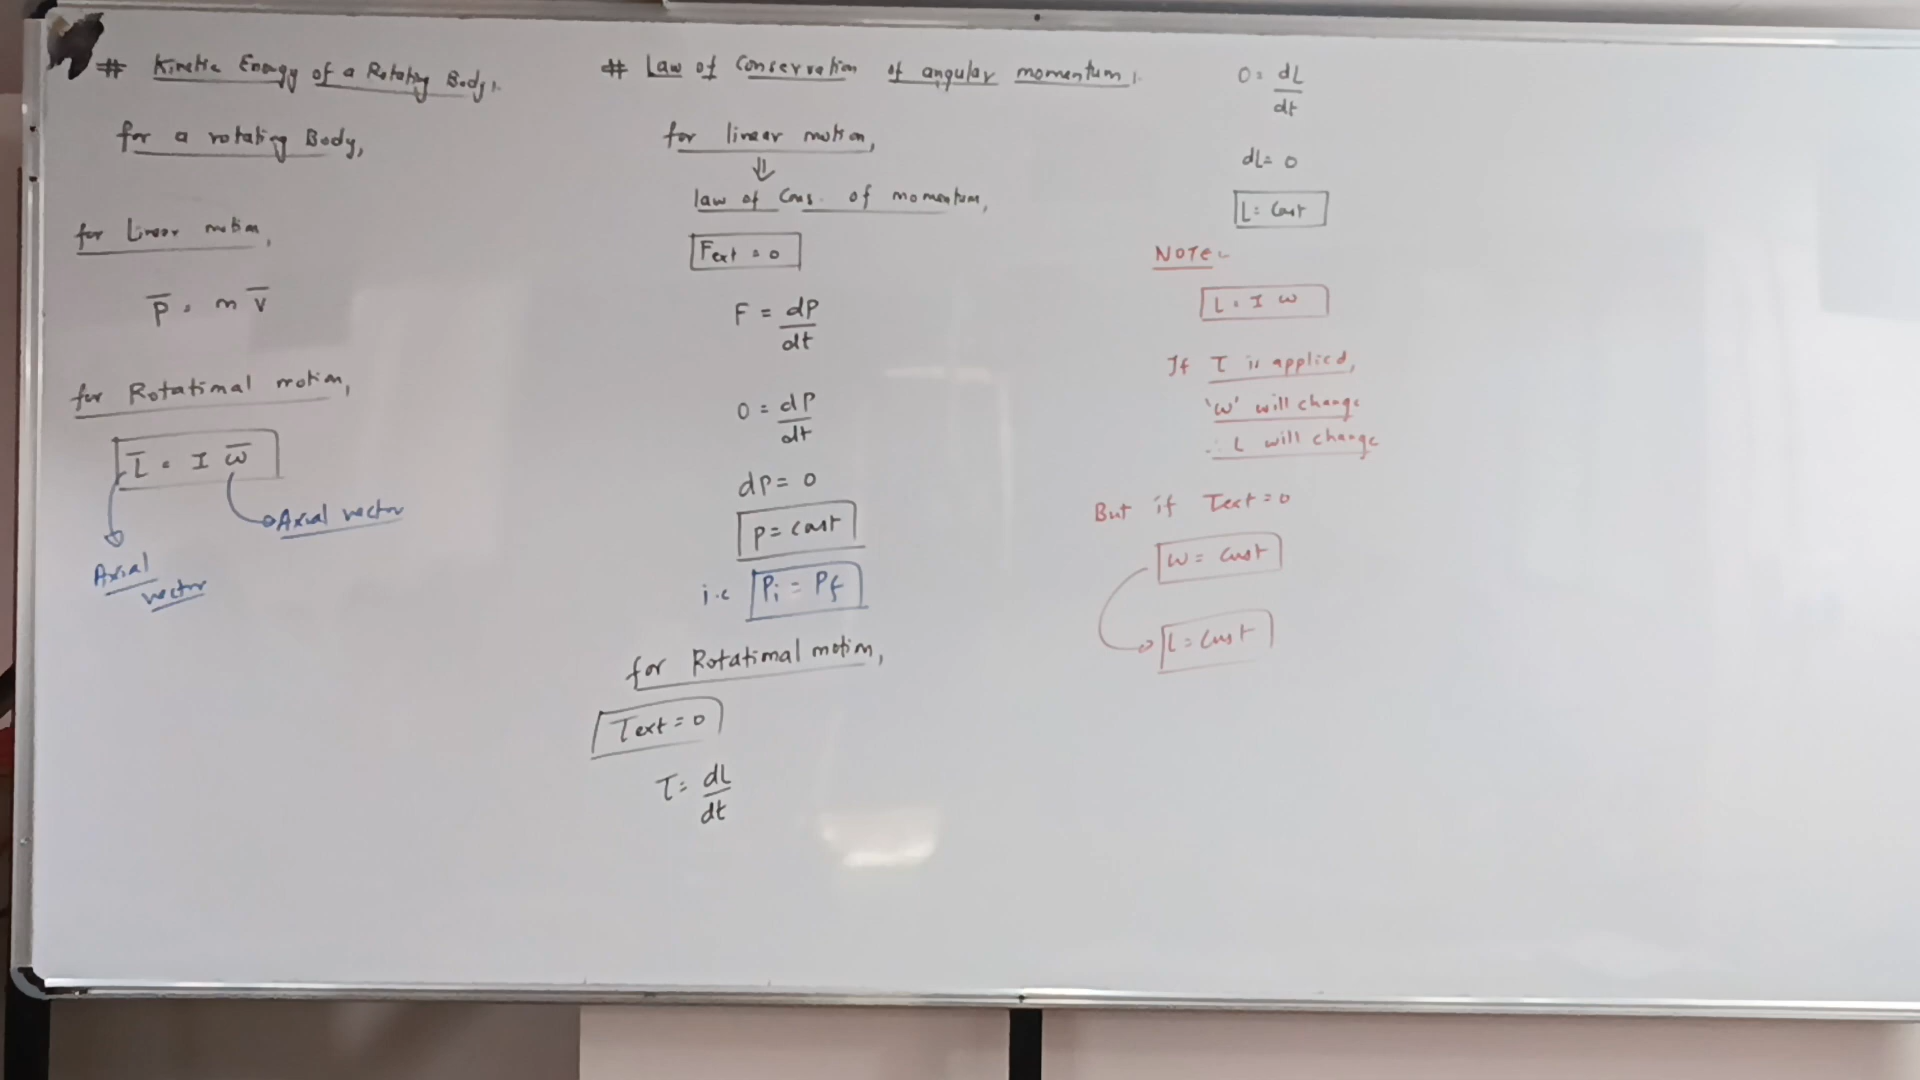 # Kinetic Energy of a Rotating Body,
for a rotating Body,
for Linear motion,
P̅ = m V̅
for Rotational motion,
L̅ = I ω̅
Axial vector
Axial
vector
# Law of Conservation of angular momentum,
for linear motion,
⇓
law of Cons. of momentum,
Fext = 0
F = dP/dt
0 = dP/dt
dP = 0
P = const
i.e Pi = Pf
for Rotational motion,
τext = 0
τ = dL/dt
0 = dL/dt
dL = 0
L = const
NOTE-
L = I ω
If τ is applied,
'ω' will change
∴ L will change
But if τext = 0
ω = const
L = const